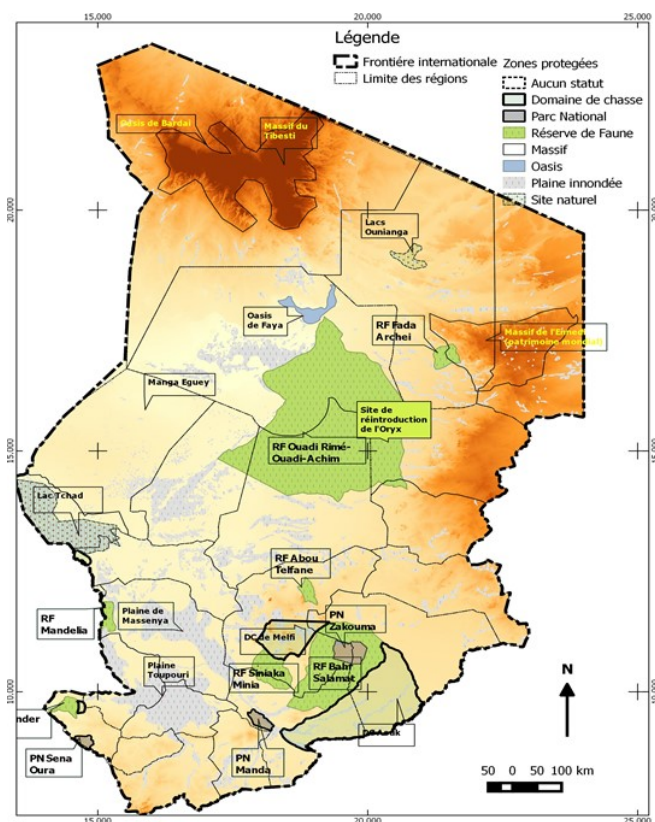 15.000
20.000
25.000
Légende
Frontière internationale
Limite des régions
Zones protegées
Aucun statut
Domaine de chasse
Parc National
Réserve de Faune
Massif
Oasis
Plaine innondée
Site naturel
Oasis de Bardai
Massif du
Tibesti
20.000
20.000
Lacs
Ounianga
Oasis
de Faya
RF Fada
Archei
Massif de l'Ennedi
(patrimoine mondial)
Manga Eguey
Site de
réintroduction
de l'Oryx
RF Ouadi Rimé-
Ouadi-Achim
15.000
Lac Tchad
RF Abou
Telfane
RF
Mandelia
Plaine de
Massenya
PN
Zakouma
DC de Melfi
Plaine
Toupouri
RF Siniaka
Minia
RF Bahr
Salamat
10.000
10.000
nder
PN Sena
Oura
PN
Manda
DC Aouk
N
50 0 50 100 km
15.000
20.000
25.000